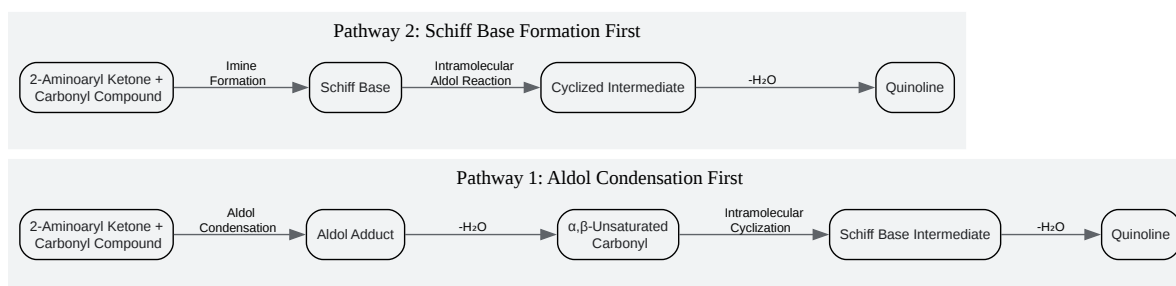 Pathway 2: Schiff Base Formation First
2-Aminoaryl Ketone +
Carbonyl Compound
Imine
Formation
Schiff Base
Intramolecular
Aldol Reaction
Cyclized Intermediate
-H₂O
Quinoline
Pathway 1: Aldol Condensation First
2-Aminoaryl Ketone +
Carbonyl Compound
Aldol
Condensation
Aldol Adduct
-H₂O
α,β-Unsaturated
Carbonyl
Intramolecular
Cyclization
Schiff Base Intermediate
-H₂O
Quinoline